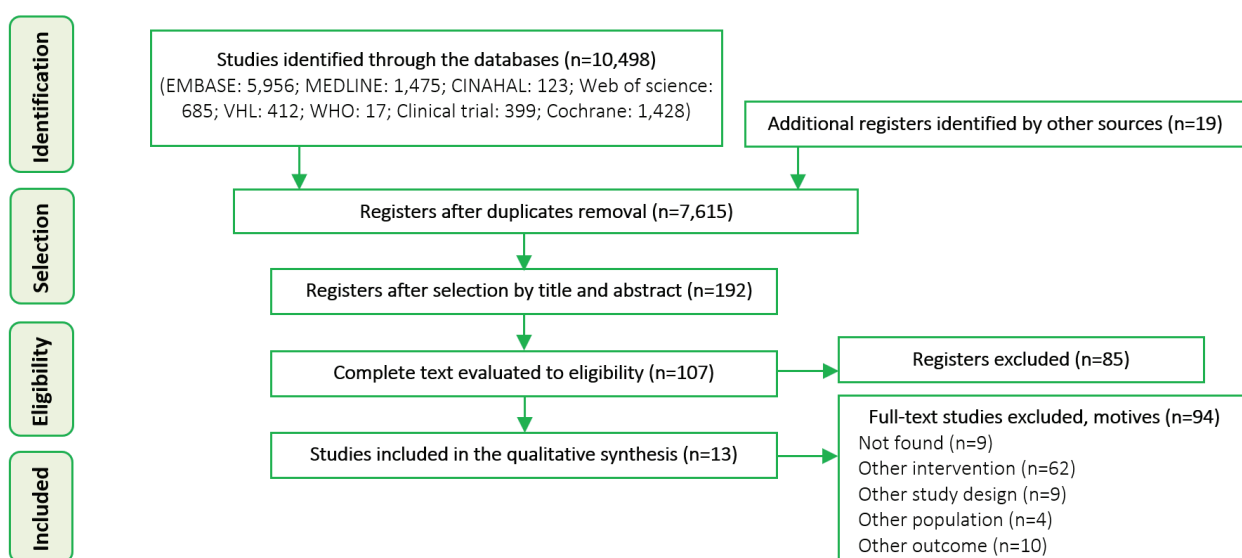 Identification
Studies identified through the databases (n=10,498)
(EMBASE: 5,956; MEDLINE: 1,475; CINAHAL: 123; Web of science:
685; VHL: 412; WHO: 17; Clinical trial: 399; Cochrane: 1,428)
Additional registers identified by other sources (n=19)
Selection
Registers after duplicates removal (n=7,615)
Registers after selection by title and abstract (n=192)
Eligibility
Complete text evaluated to eligibility (n=107)
Registers excluded (n=85)
Studies included in the qualitative synthesis (n=13)
Full-text studies excluded, motives (n=94)
Not found (n=9)
Other intervention (n=62)
Other study design (n=9)
Other population (n=4)
Other outcome (n=10)
Included